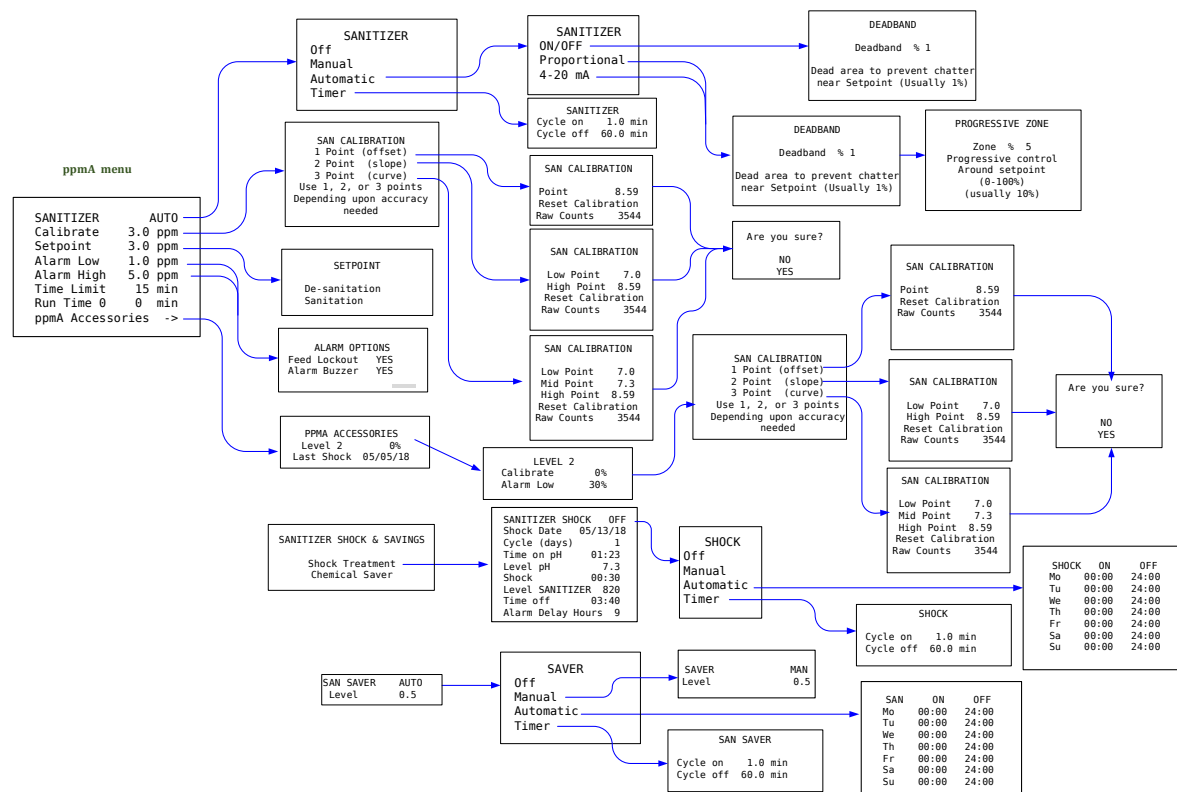 ppmA menu
SANITIZER AUTO
Calibrate 3.0 ppm
Setpoint 3.0 ppm
Alarm Low 1.0 ppm
Alarm High 5.0 ppm
Time Limit 15 min
Run Time 0 0 min
ppmA Accessories ->
SANITIZER
Off
Manual
Automatic
Timer
SANITIZER
ON/OFF
Proportional
4-20 mA
DEADBAND
Deadband % 1
Dead area to prevent chatter
near Setpoint (Usually 1%)
SANITIZER
Cycle on 1.0 min
Cycle off 60.0 min
DEADBAND
Deadband % 1
Dead area to prevent chatter
near Setpoint (Usually 1%)
PROGRESSIVE ZONE
Zone % 5
Progressive control
Around setpoint
(0-100%)
(usually 10%)
SAN CALIBRATION
1 Point (offset)
2 Point (slope)
3 Point (curve)
Use 1, 2, or 3 points
Depending upon accuracy
needed
SAN CALIBRATION
Point 8.59
Reset Calibration
Raw Counts 3544
SAN CALIBRATION
Low Point 7.0
High Point 8.59
Reset Calibration
Raw Counts 3544
SAN CALIBRATION
Low Point 7.0
Mid Point 7.3
High Point 8.59
Reset Calibration
Raw Counts 3544
Are you sure?
NO
YES
SETPOINT
De-sanitation
Sanitation
ALARM OPTIONS
Feed Lockout YES
Alarm Buzzer YES
PPMA ACCESSORIES
Level 2 0%
Last Shock 05/05/18
LEVEL 2
Calibrate 0%
Alarm Low 30%
SAN CALIBRATION
1 Point (offset)
2 Point (slope)
3 Point (curve)
Use 1, 2, or 3 points
Depending upon accuracy
needed
SAN CALIBRATION
Point 8.59
Reset Calibration
Raw Counts 3544
SAN CALIBRATION
Low Point 7.0
High Point 8.59
Reset Calibration
Raw Counts 3544
SAN CALIBRATION
Low Point 7.0
Mid Point 7.3
High Point 8.59
Reset Calibration
Raw Counts 3544
Are you sure?
NO
YES
SANITIZER SHOCK & SAVINGS
Shock Treatment
Chemical Saver
SANITIZER SHOCK OFF
Shock Date 05/13/18
Cycle (days) 1
Time on pH 01:23
Level pH 7.3
Shock 00:30
Level SANITIZER 820
Time off 03:40
Alarm Delay Hours 9
SHOCK
Off
Manual
Automatic
Timer
SHOCK
Cycle on 1.0 min
Cycle off 60.0 min
SHOCK ON OFF
Mo 00:00 24:00
Tu 00:00 24:00
We 00:00 24:00
Th 00:00 24:00
Fr 00:00 24:00
Sa 00:00 24:00
Su 00:00 24:00
SAN SAVER AUTO
Level 0.5
SAVER
Off
Manual
Automatic
Timer
SAVER MAN
Level 0.5
SAN SAVER
Cycle on 1.0 min
Cycle off 60.0 min
SAN ON OFF
Mo 00:00 24:00
Tu 00:00 24:00
We 00:00 24:00
Th 00:00 24:00
Fr 00:00 24:00
Sa 00:00 24:00
Su 00:00 24:00